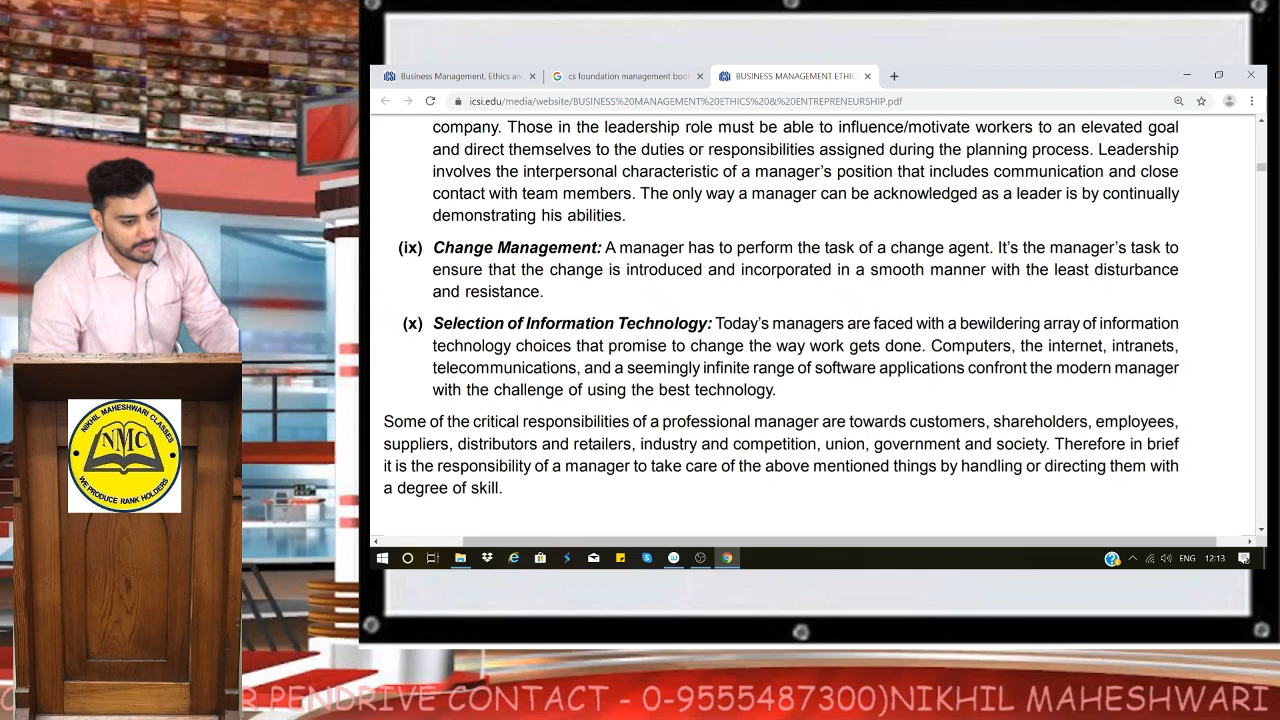 Business Management. Ethics an
cs foundation management boo
BUSINESS MANAGEMENT ETHIC
icsi.edu/media/website/BUSINESS%20MANAGEMENT%20ETHICS%20&%20ENTREPRENEURSHIP.pdf
company. Those in the leadership role must be able to influence/motivate workers to an elevated goal
and direct themselves to the duties or responsibilities assigned during the planning process. Leadership
involves the interpersonal characteristic of a manager's position that includes communication and close
contact with team members. The only way a manager can be acknowledged as a leader is by continually
demonstrating his abilities.
(ix) Change Management: A manager has to perform the task of a change agent. It's the manager's task to
ensure that the change is introduced and incorporated in a smooth manner with the least disturbance
and resistance.
(x) Selection of Information Technology: Today's managers are faced with a bewildering array of information
technology choices that promise to change the way work gets done. Computers, the internet, intranets,
telecommunications, and a seemingly infinite range of software applications confront the modern manager
with the challenge of using the best technology.
Some of the critical responsibilities of a professional manager are towards customers, shareholders, employees,
suppliers, distributors and retailers, industry and competition, union, government and society. Therefore in brief
it is the responsibility of a manager to take care of the above mentioned things by handling or directing them with
a degree of skill.
ENG 12:13
NIKHIL MAHESHWARI CLASSES
NMC
WE PRODUCE RANK HOLDERS
R PENDRIVE CONTACT - 0-9555487300)NIKHIL MAHESHWARI